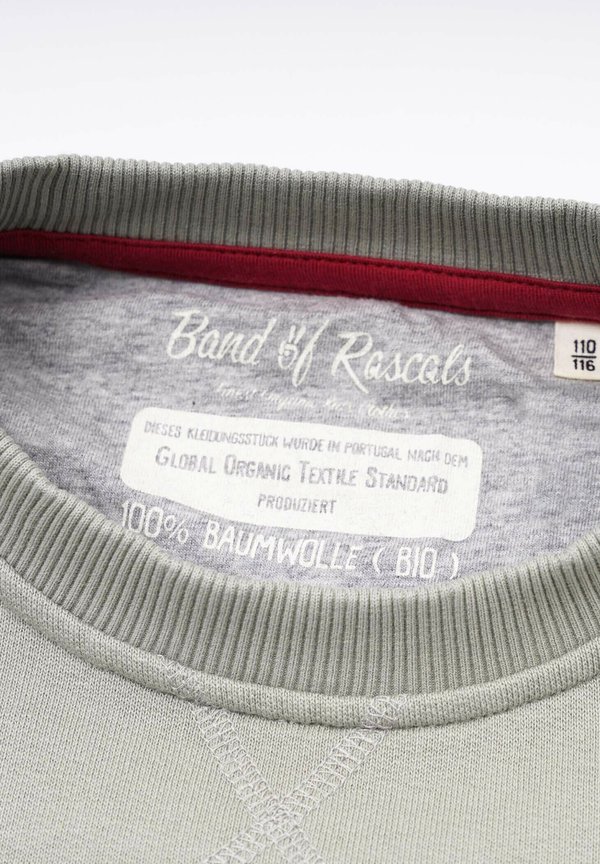 Band of Rascals
DIESES KLEIDUNGSSTÜCK WURDE IN PORTUGAL NACH DEM
GLOBAL ORGANIC TEXTILE STANDARD
PRODUZIERT
100% BAUMWOLLE ( BIO )
110
116